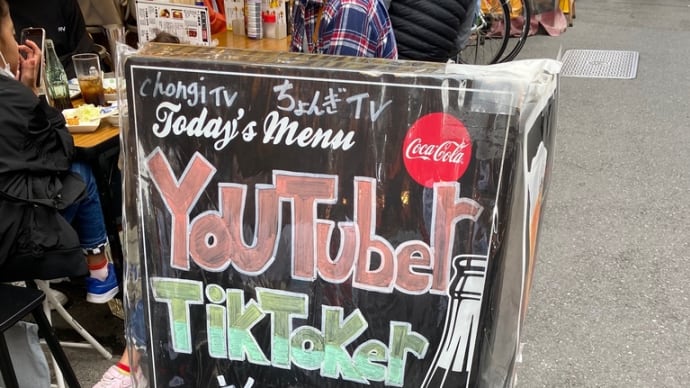 chongi TV ちょんぎTV
Today's Menu
Coca-Cola
YouTuber
TikToker